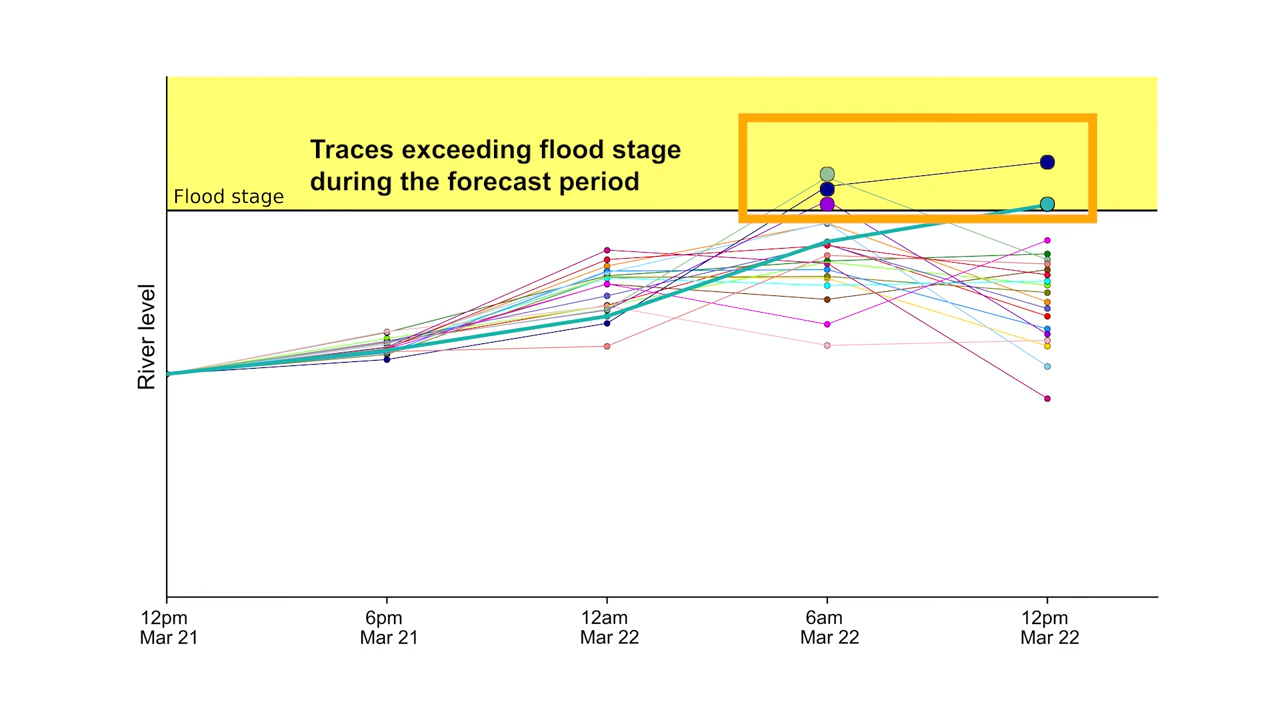 Traces exceeding flood stage
during the forecast period
Flood stage
River level
12pm
Mar 21
6pm
Mar 21
12am
Mar 22
6am
Mar 22
12pm
Mar 22